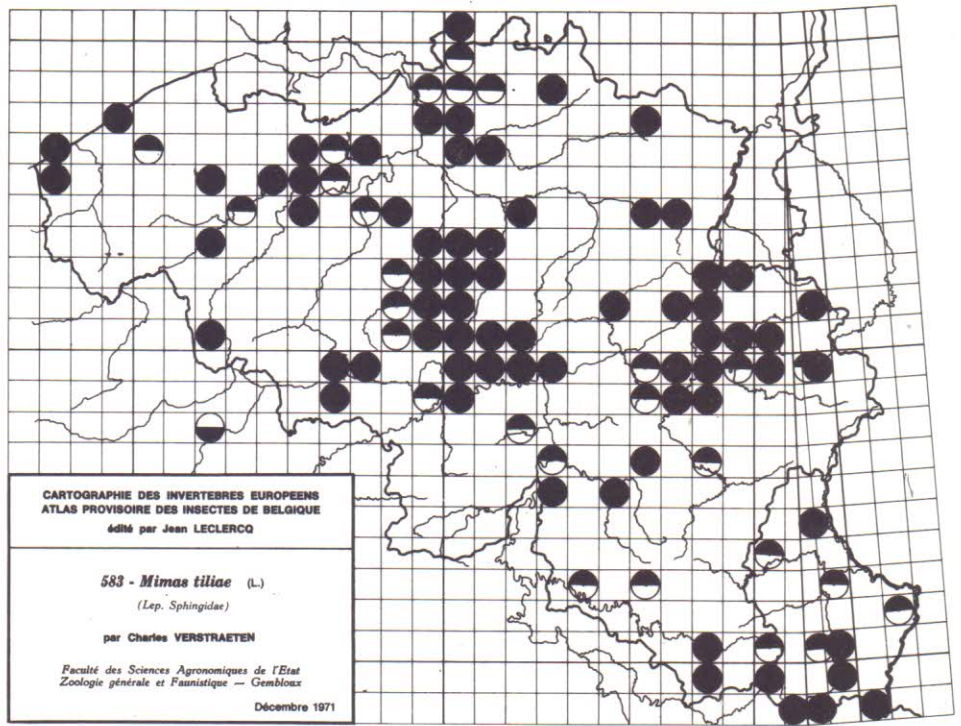 CARTOGRAPHIE DES INVERTEBRES EUROPEENS
ATLAS PROVISOIRE DES INSECTES DE BELGIQUE
édité par Jean LECLERCQ
583 - Mimas tiliae (L.)
(Lep. Sphingidae)
par Charles VERSTRAETEN
Faculté des Sciences Agronomiques de l'Etat
Zoologie générale et Faunistique — Gembloux
Décembre 1971